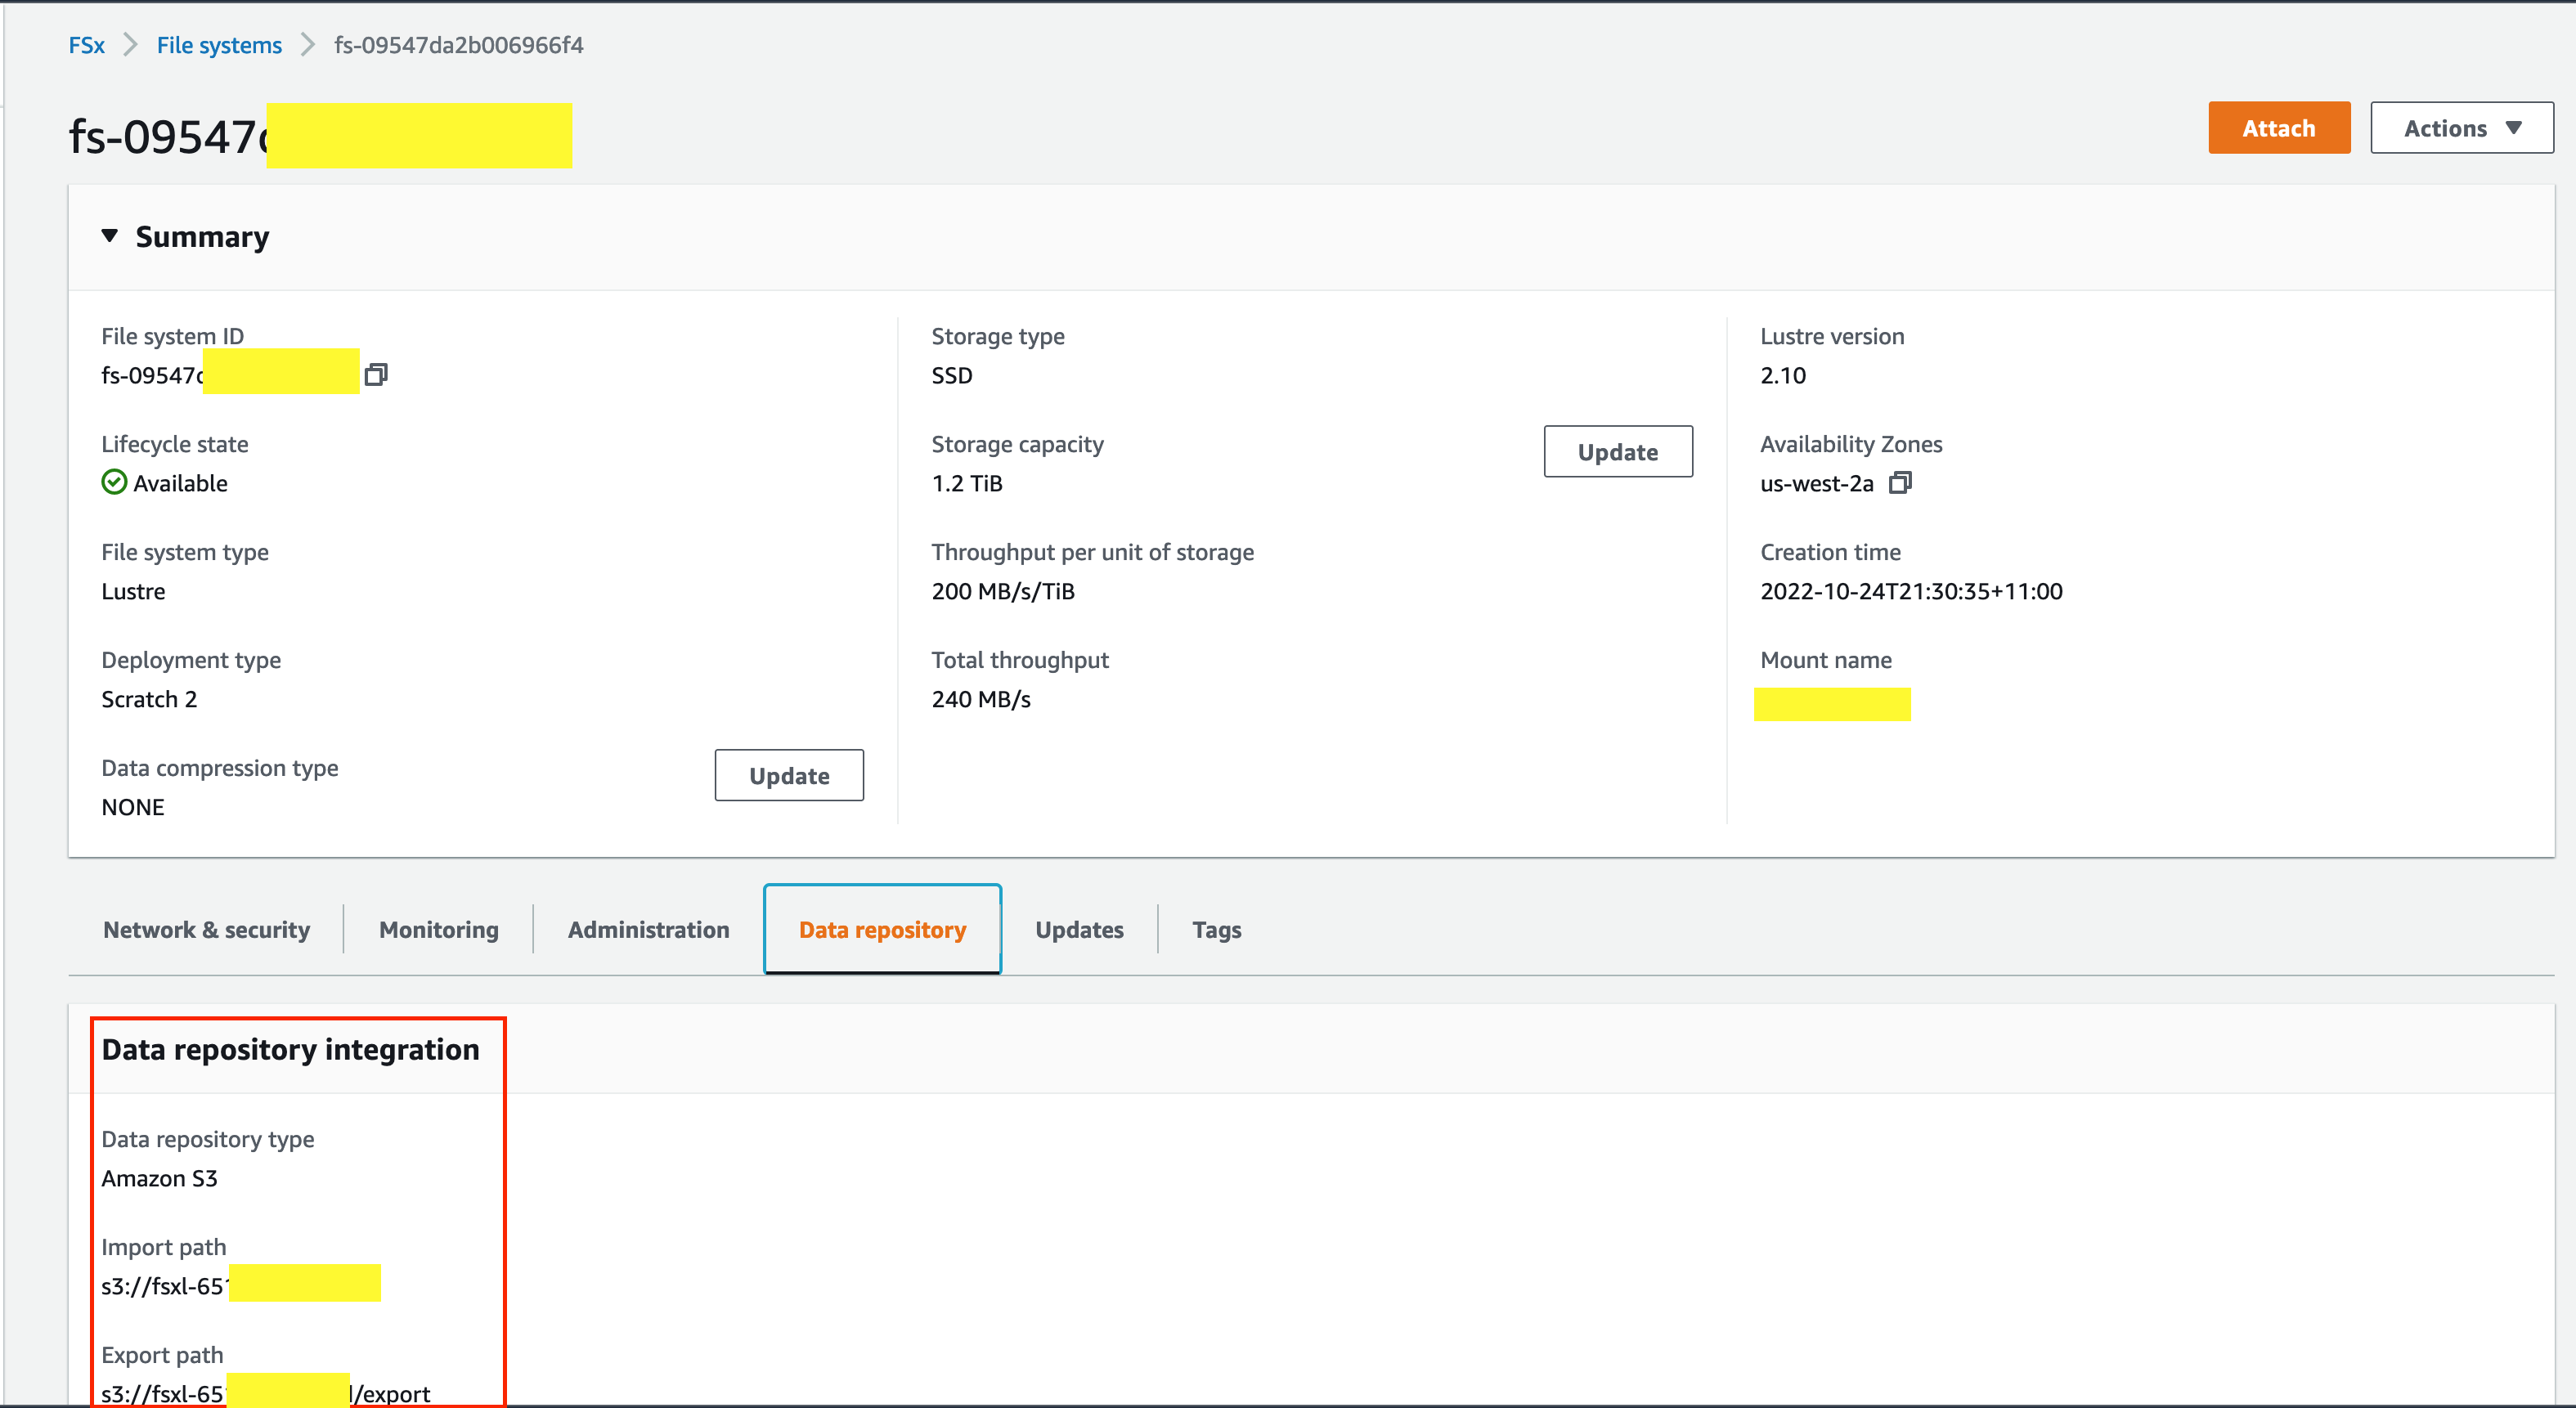 FSx > File systems > fs-09547da2b006966f4
fs-09547
Attach
Actions
Summary
File system ID
fs-09547
Lifecycle state
Available
File system type
Lustre
Deployment type
Scratch 2
Data compression type
NONE
Update
Storage type
SSD
Storage capacity
1.2 TiB
Update
Throughput per unit of storage
200 MB/s/TiB
Total throughput
240 MB/s
Lustre version
2.10
Availability Zones
us-west-2a
Creation time
2022-10-24T21:30:35+11:00
Mount name
Network & security
Monitoring
Administration
Data repository
Updates
Tags
Data repository integration
Data repository type
Amazon S3
Import path
s3://fsxl-65
Export path
s3://fsxl-65 /export